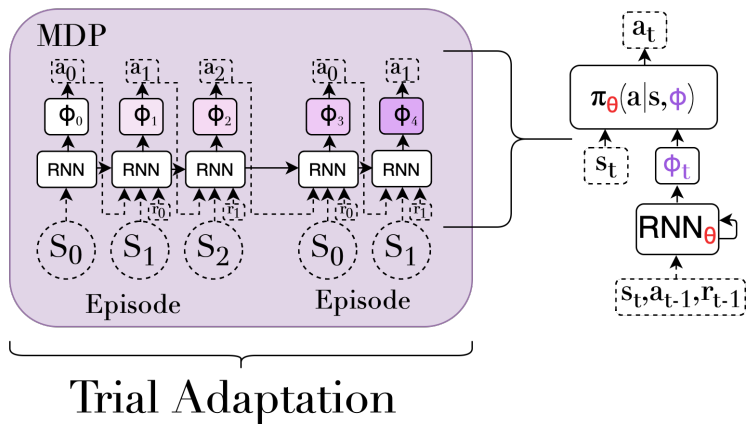 MDP
a0 a1 a2 a0 a1
Φ0 Φ1 Φ2 Φ3 Φ4
RNN RNN RNN RNN RNN
r0 r1 r0 r1
S0 S1 S2 S0 S1
Episode Episode
Trial Adaptation
at
πθ(a|s,Φ)
st
Φt
RNNθ
st,at-1,rt-1